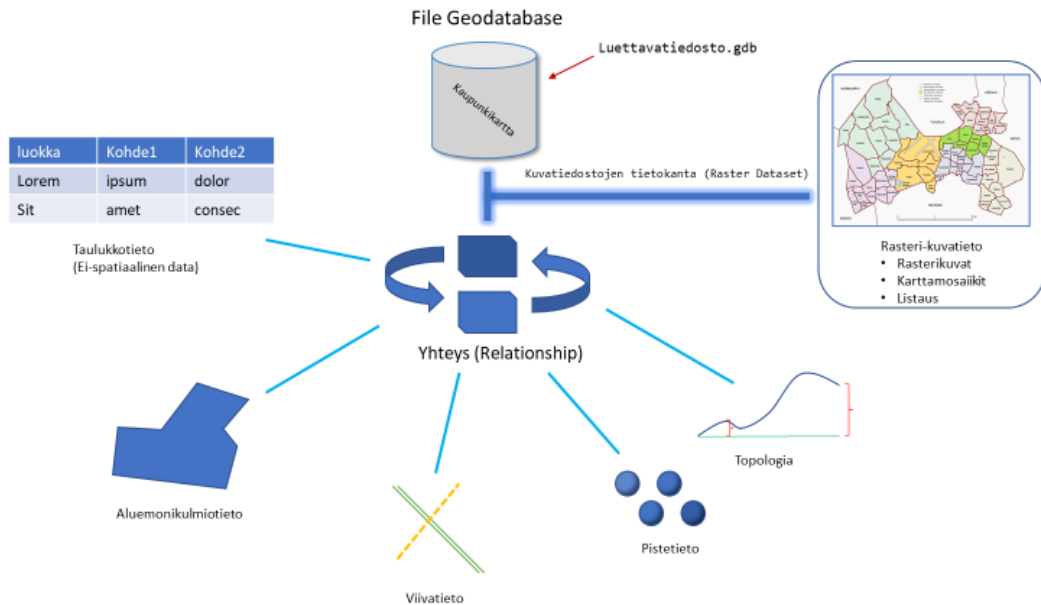 File Geodatabase
Luettavatiedosto.gdb
Kaupunkikartta
luokka Kohde1 Kohde2
Lorem ipsum dolor
Sit amet consec
Taulukkotieto
(Ei-spatiaalinen data)
Kuvatiedostojen tietokanta (Raster Dataset)
Rasteri-kuvatieto
• Rasterikuvat
• Karttamosaiikit
• Listaus
Yhteys (Relationship)
Aluemonikulmiotieto
Viivatieto
Pistetieto
Topologia